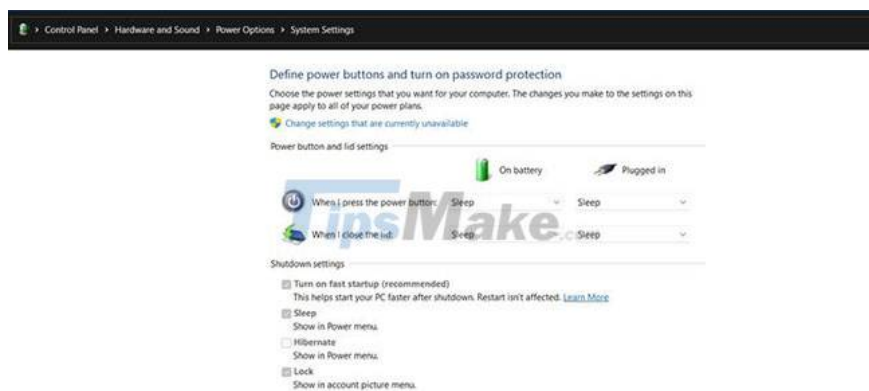 Control Panel > Hardware and Sound > Power Options > System Settings
Define power buttons and turn on password protection
Choose the power settings that you want for your computer. The changes you make to the settings on this
page apply to all of your power plans.
Change settings that are currently unavailable
Power button and lid settings
On battery Plugged in
When I press the power button: Sleep Sleep
When I close the lid: Sleep Sleep
TipsMake.com
Shutdown settings
Turn on fast startup (recommended)
This helps start your PC faster after shutdown. Restart isn't affected. Learn More
Sleep
Show in Power menu.
Hibernate
Show in Power menu.
Lock
Show in account picture menu.